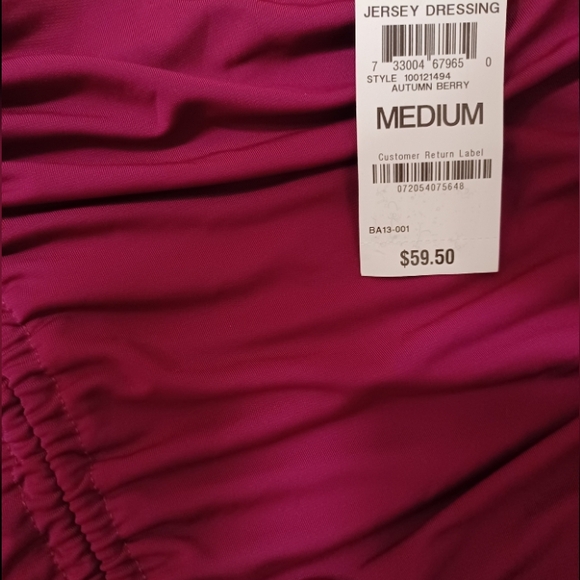 JERSEY DRESSING
7 33004 67965 0
STYLE 100121494
AUTUMN BERRY
MEDIUM
Customer Return Label
072054075648
BA13-001
$59.50